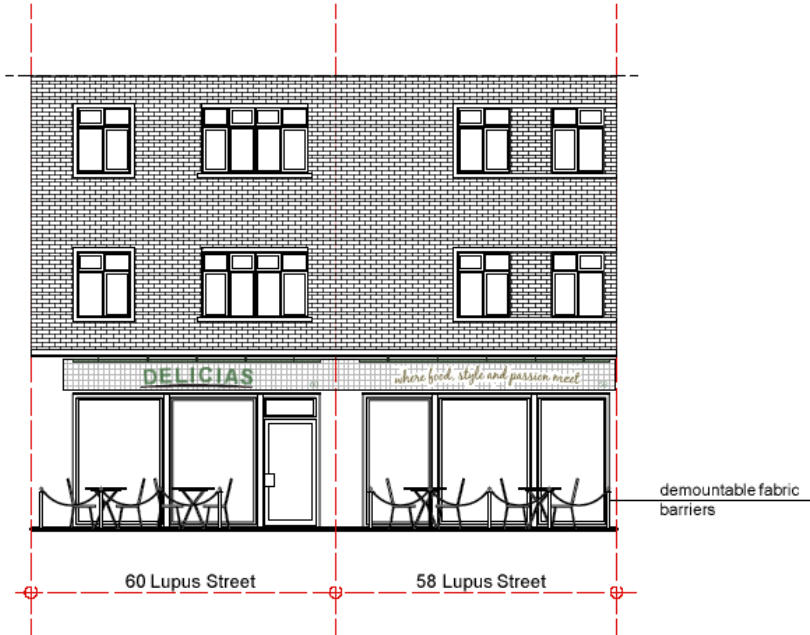 DELICIAS
where food, style and passion meet
demountable fabric
barriers
60 Lupus Street
58 Lupus Street